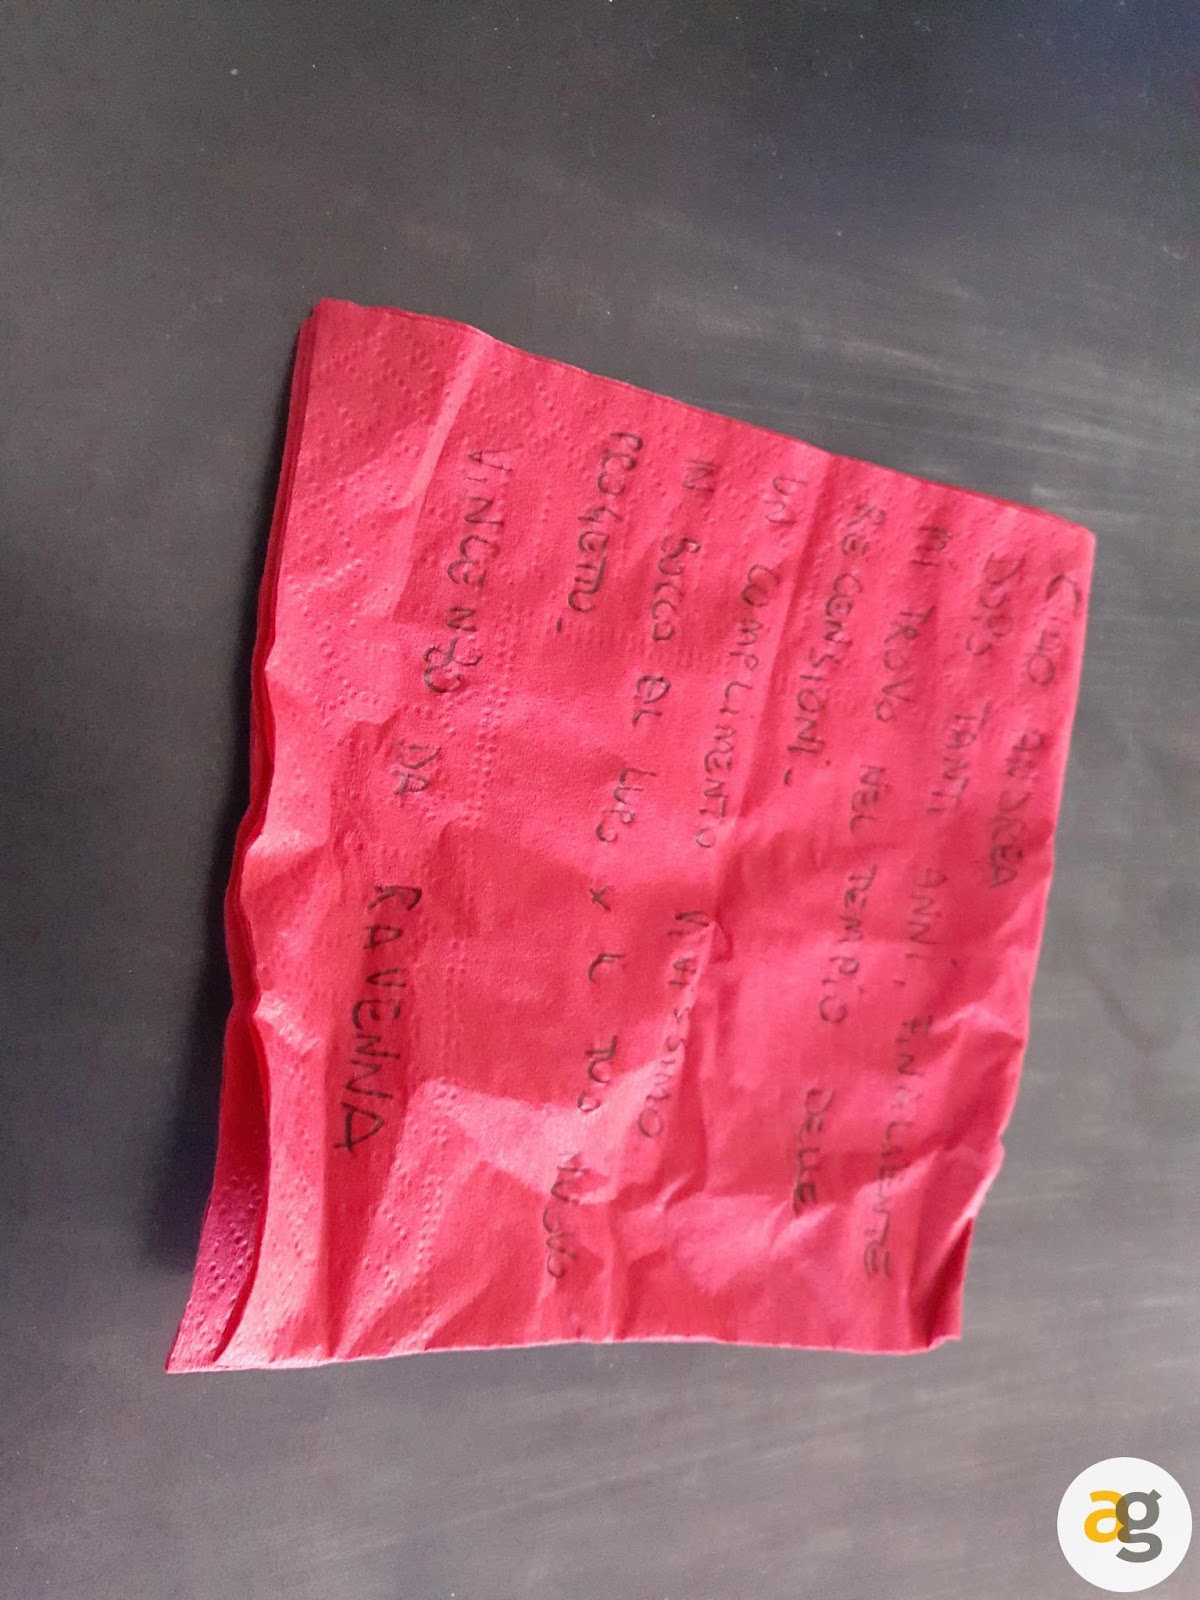 CIAO ANDREA
DOPO TANTI ANNI, FINALMENTE
MI TROVO NEL TEMPIO DELLE
RECENSIONI.
UN COMPLIMENTO VIVISSIMO
IN BOCCA AL LUPO X IL TUO NUOVO
PROGETTO.
VINCENZO DA RAVENNA
ag